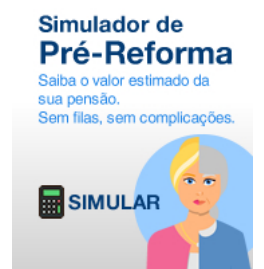 Simulador de
Pré-Reforma
Saiba o valor estimado da
sua pensão.
Sem filas, sem complicações.
SIMULAR